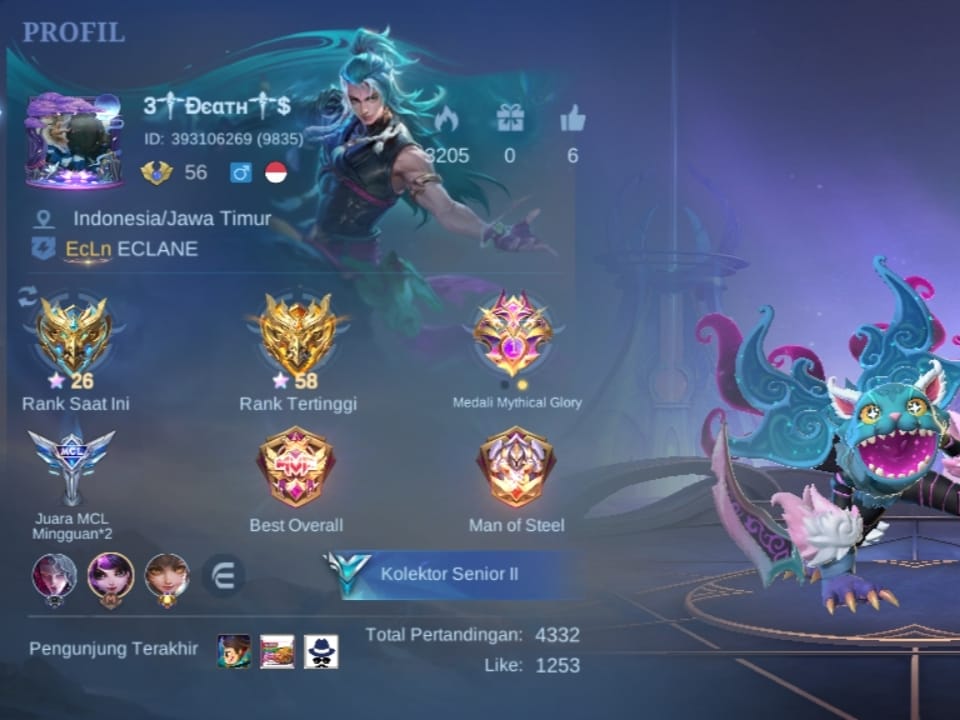 PROFIL
3⸸Ðєαтн⸸$
ID: 393106269 (9835)
56
3205
0
6
Indonesia/Jawa Timur
EcLn ECLANE
26
58
1
Rank Saat Ini
Rank Tertinggi
Medali Mythical Glory
MCL
Juara MCL
Mingguan*2
Best Overall
Man of Steel
Kolektor Senior II
Pengunjung Terakhir
Total Pertandingan: 4332
Like: 1253